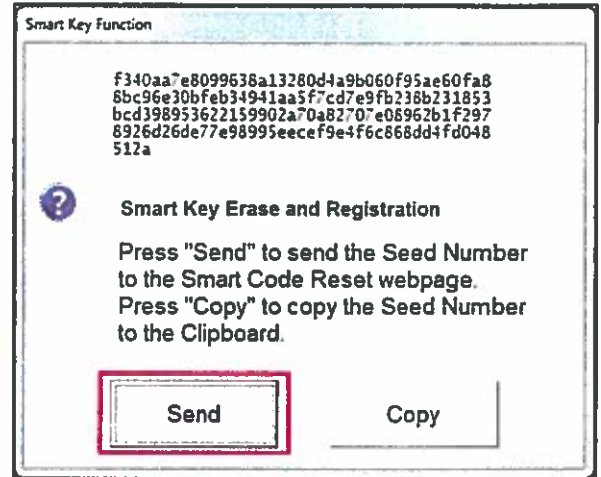 Smart Key Function
f340aa7e8099638a13280d4a9b060f95ae60fa8
8bc96e30bfeb34941aa5f7cd7e9fb238b231853
bcd398953622159902a70a82707e08962b1f297
8926d26de77e98995eecef9e4f6c868dd4fd048
512a
Smart Key Erase and Registration
Press "Send" to send the Seed Number
to the Smart Code Reset webpage.
Press "Copy" to copy the Seed Number
to the Clipboard.
Send Copy